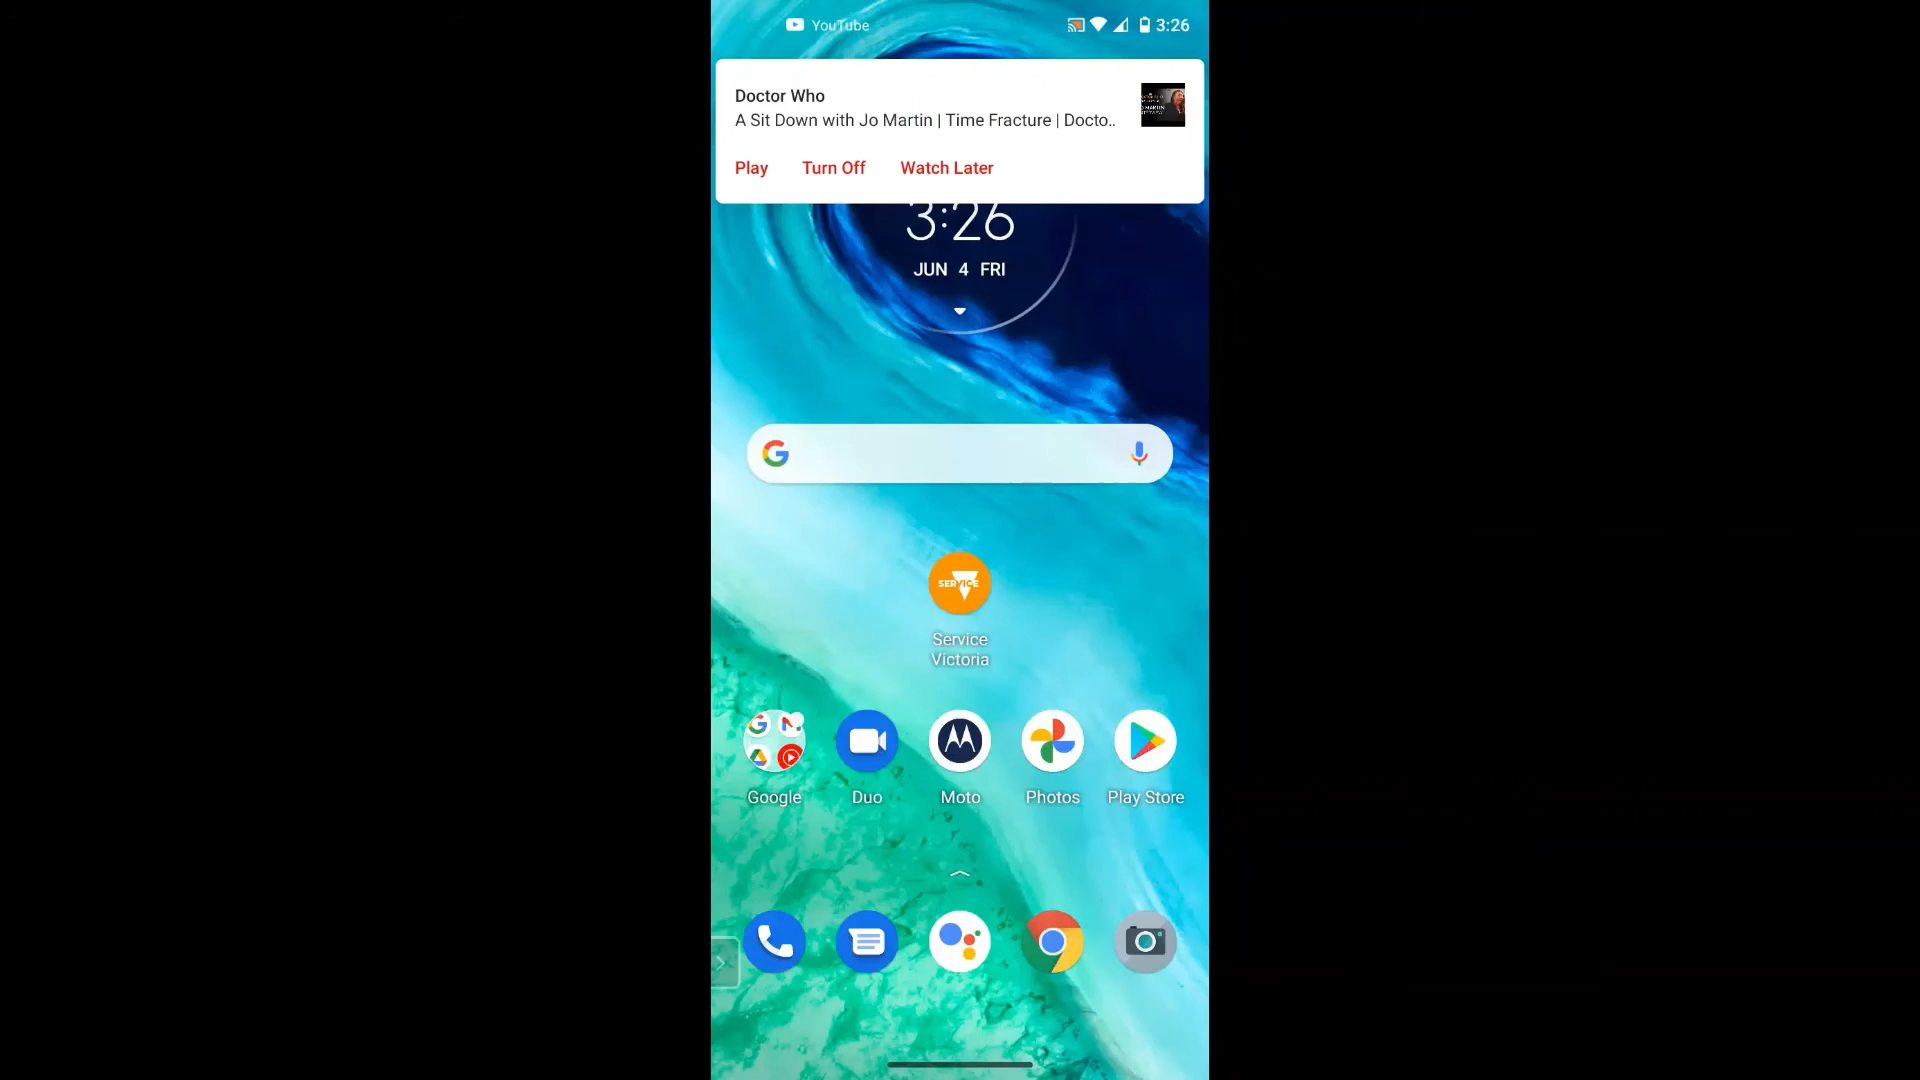 YouTube
3:26
Doctor Who
A Sit Down with Jo Martin | Time Fracture | Docto..
Play Turn Off Watch Later
3:26
JUN 4 FRI
SERVICE
Service
Victoria
Google Duo Moto Photos Play Store